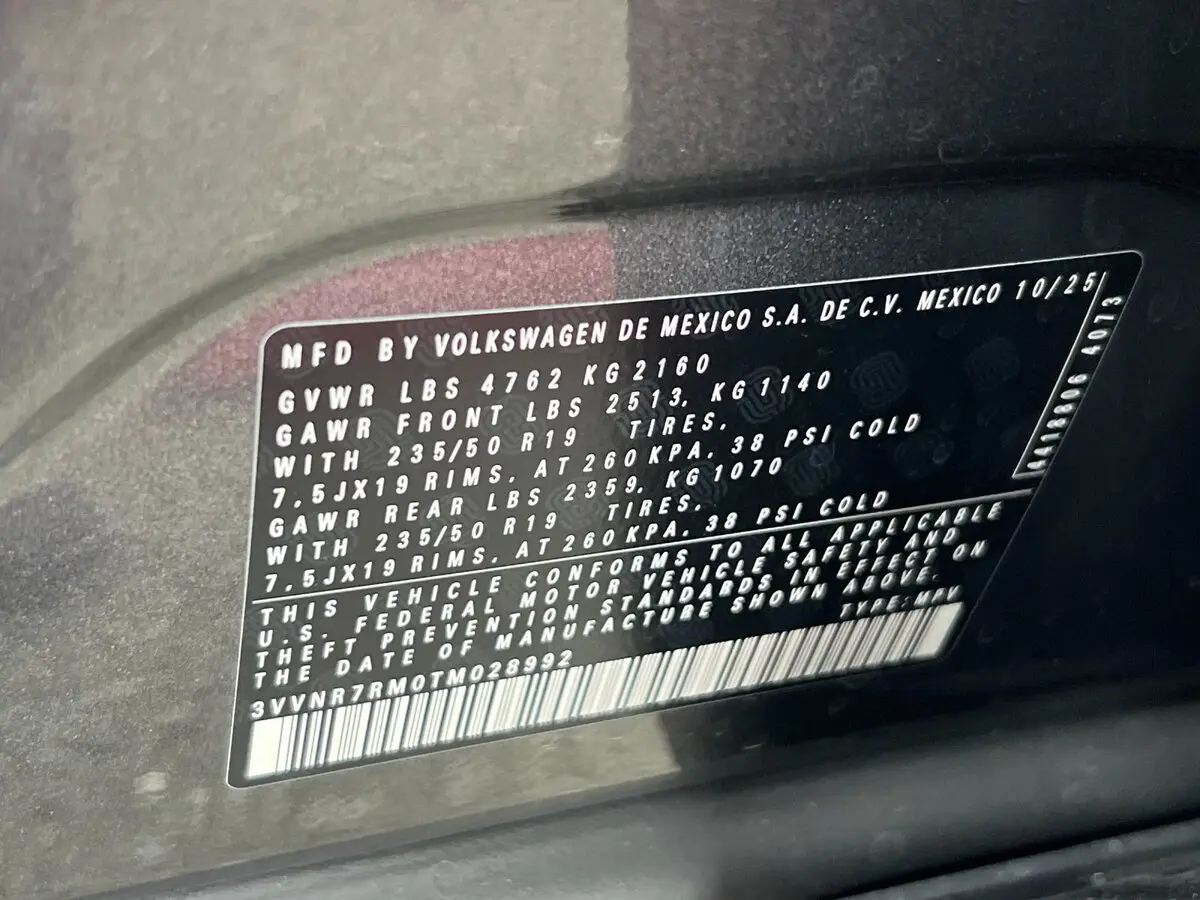 MFD BY VOLKSWAGEN DE MEXICO S.A. DE C.V. MEXICO 10/25
GVWR LBS 4762 KG 2160
GAWR FRONT LBS 2513, KG 1140
WITH 235/50 R19 TIRES,
7,5JX19 RIMS, AT 260 KPA, 38 PSI COLD
GAWR REAR LBS 2359, KG 1070
WITH 235/50 R19 TIRES,
7,5JX19 RIMS, AT 260 KPA, 38 PSI COLD
THIS VEHICLE CONFORMS TO ALL APPLICABLE
U.S. FEDERAL MOTOR VEHICLE SAFETY AND
THEFT PREVENTION STANDARDS IN EFFECT ON
THE DATE OF MANUFACTURE SHOWN ABOVE.
3VVNR7RM0TM028992 TYPE:MPV
4073